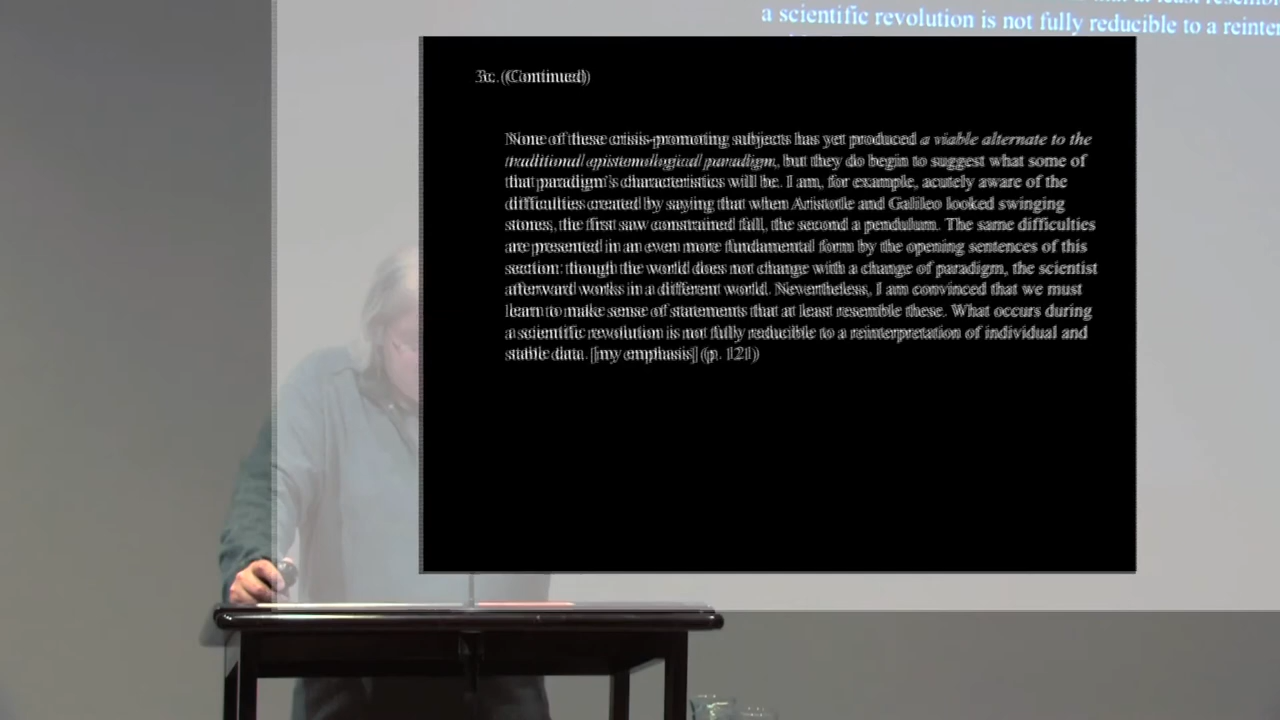 a scientific revolution is not fully reducible to a reinter
3c. (Continued)
None of these crisis-promoting subjects has yet produced a viable alternate to the
traditional epistemological paradigm, but they do begin to suggest what some of
that paradigm's characteristics will be. I am, for example, acutely aware of the
difficulties created by saying that when Aristotle and Galileo looked swinging
stones, the first saw constrained fall, the second a pendulum. The same difficulties
are presented in an even more fundamental form by the opening sentences of this
section: though the world does not change with a change of paradigm, the scientist
afterward works in a different world. Nevertheless, I am convinced that we must
learn to make sense of statements that at least resemble these. What occurs during
a scientific revolution is not fully reducible to a reinterpretation of individual and
stable data. [my emphasis] (p. 121)